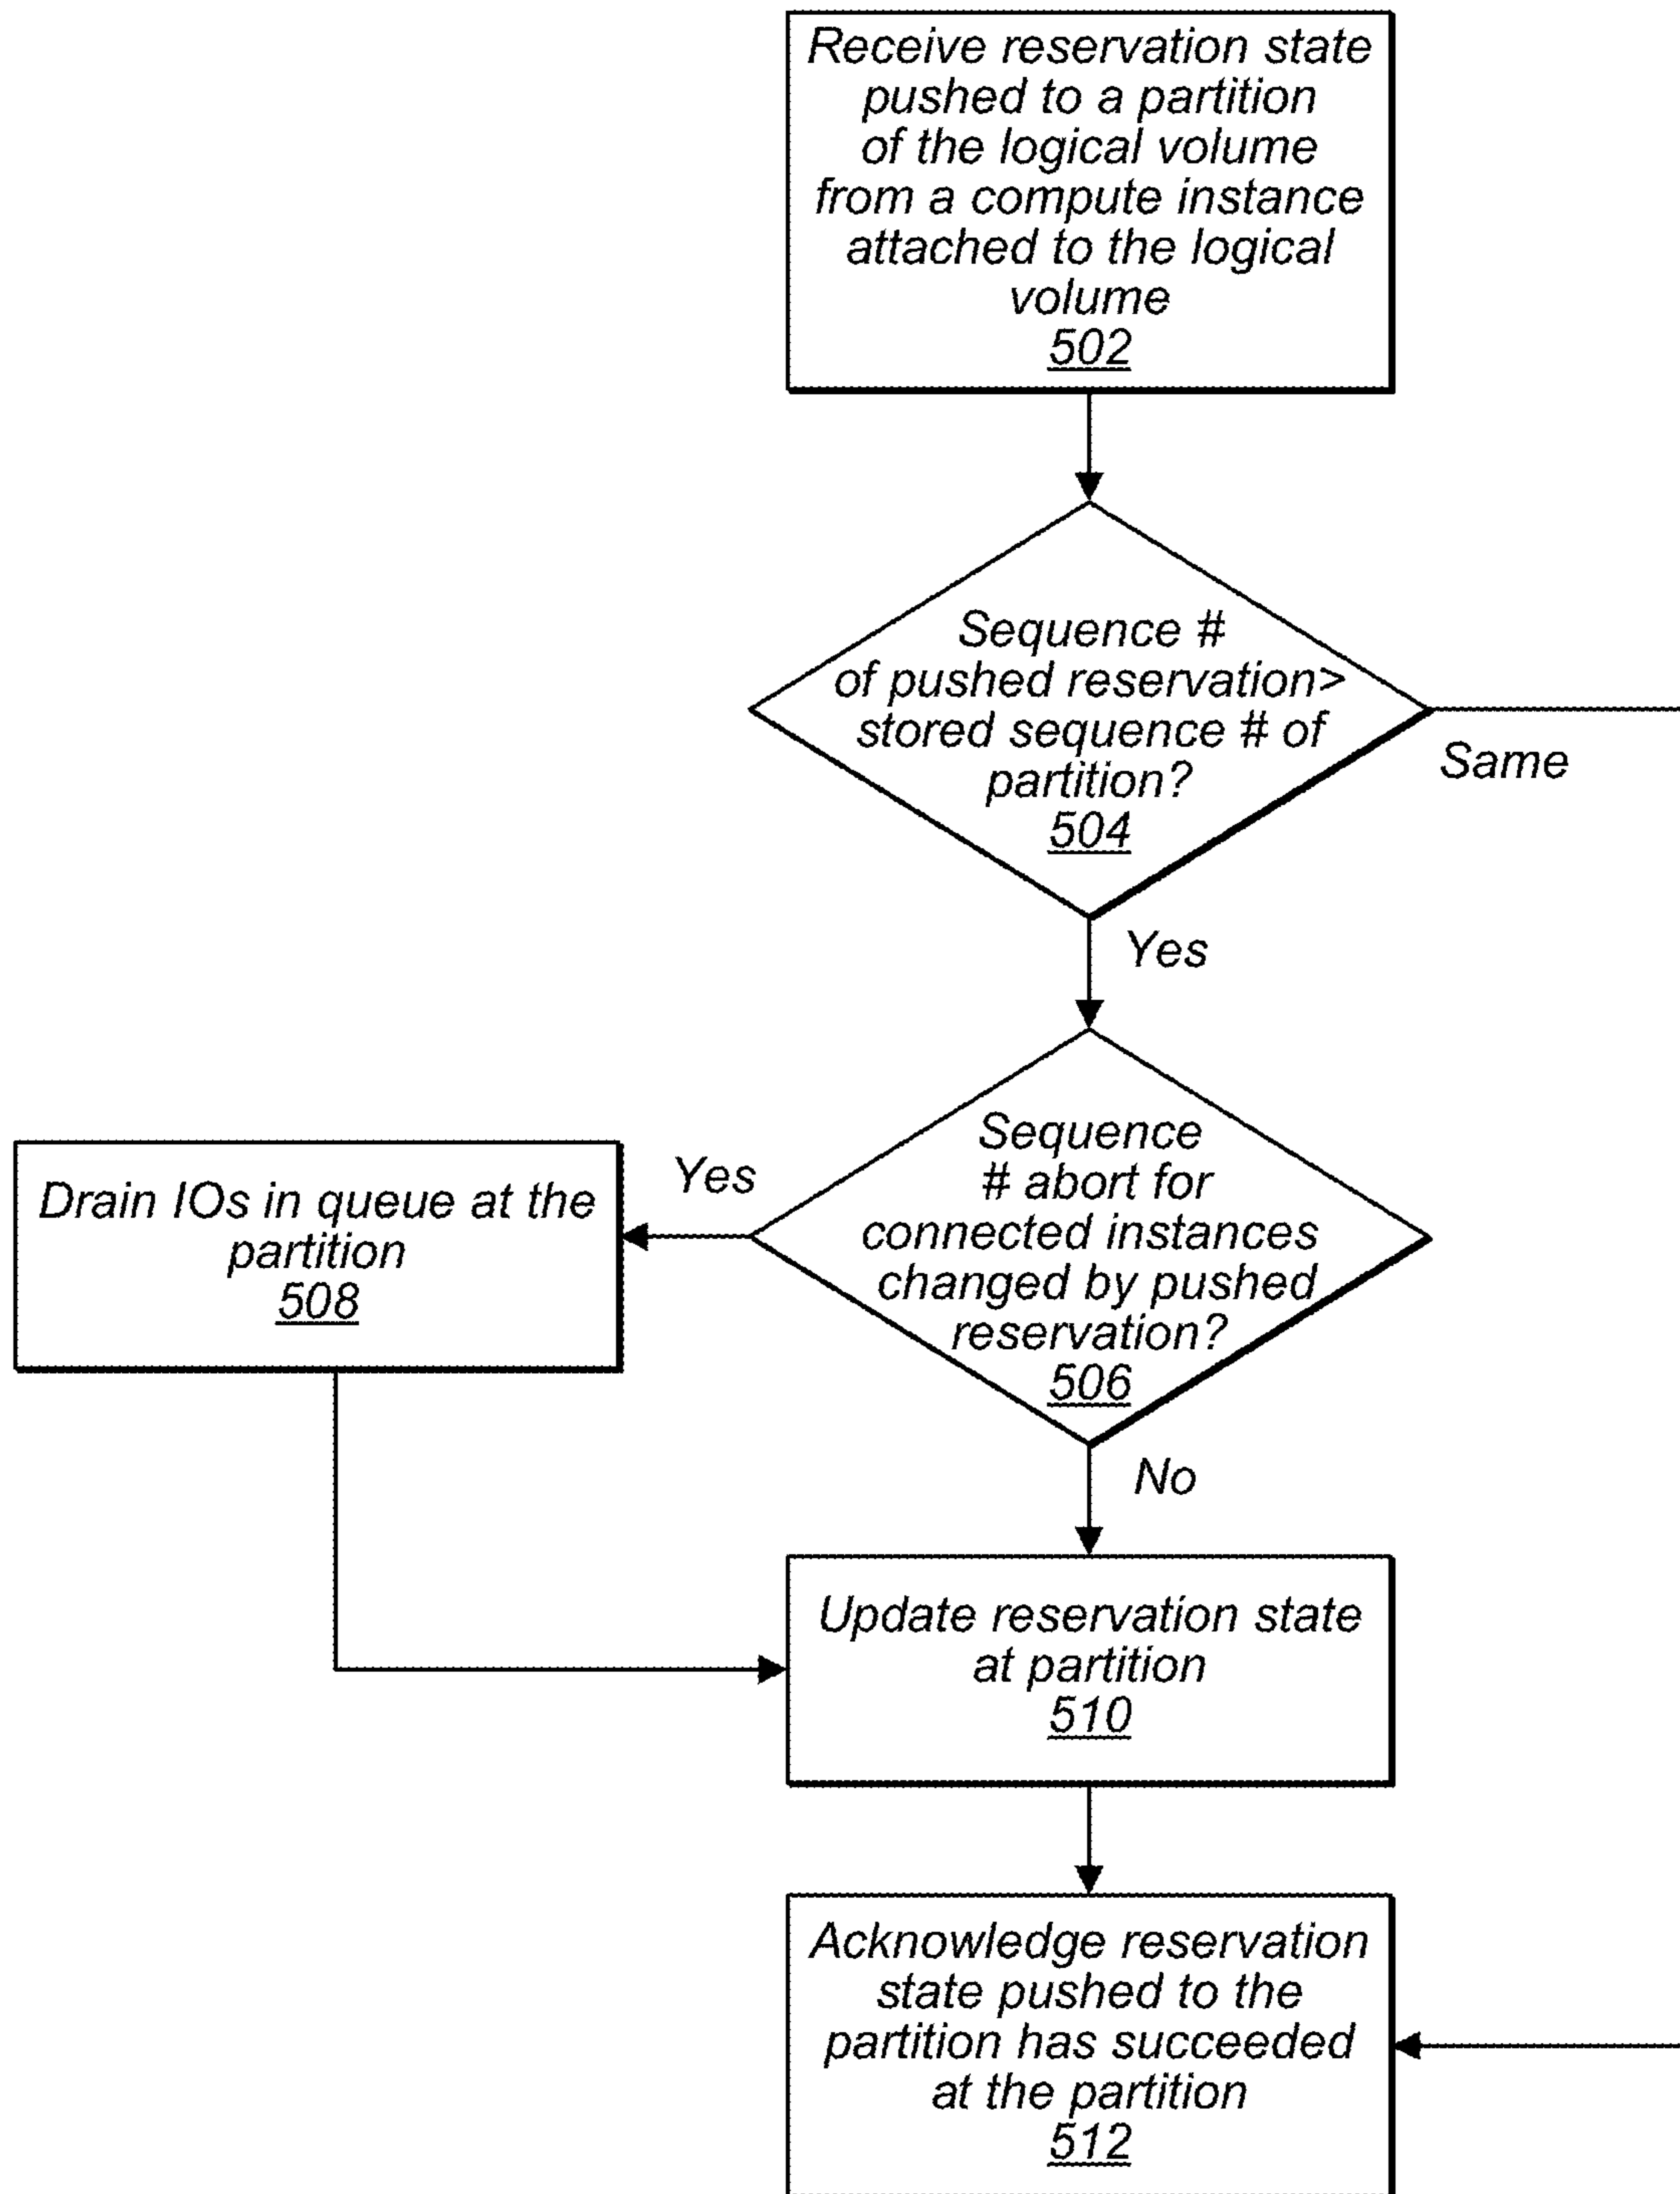 Receive reservation state
pushed to a partition
of the logical volume
from a compute instance
attached to the logical
volume
502
Sequence #
of pushed reservation>
stored sequence # of
partition?
504
Same
Yes
Sequence
# abort for
connected instances
changed by pushed
reservation?
506
Yes
Drain IOs in queue at the
partition
508
No
Update reservation state
at partition
510
Acknowledge reservation
state pushed to the
partition has succeeded
at the partition
512